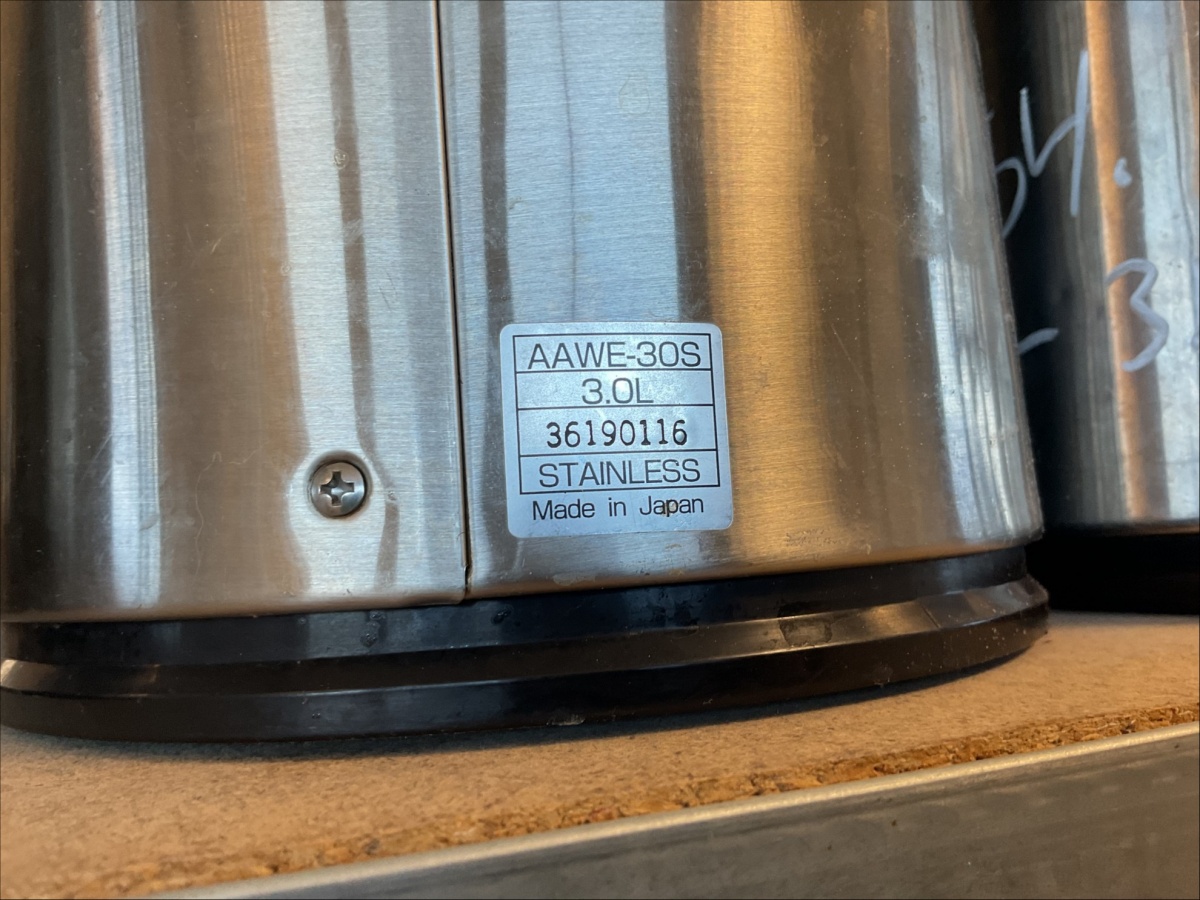 AAWE-30S
3.0L
36190116
STAINLESS
Made in Japan